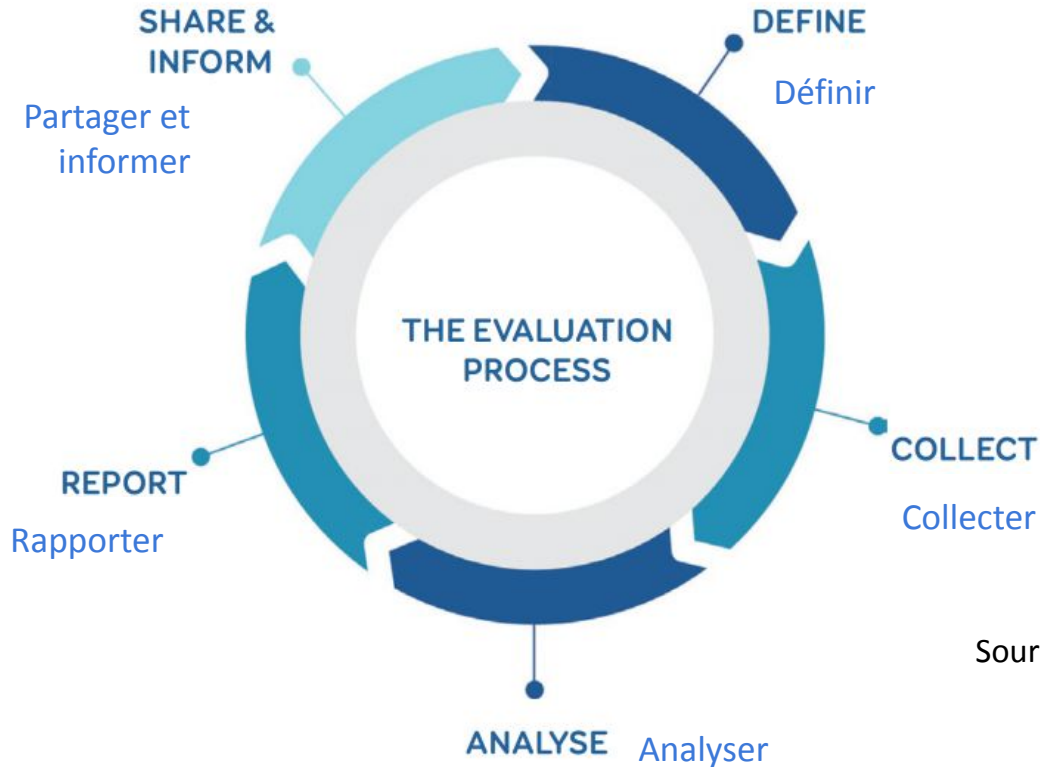 SHARE &
INFORM
Partager et
informer
DEFINE
Définir
THE EVALUATION
PROCESS
COLLECT
Collecter
REPORT
Rapporter
ANALYSE Analyser
Sour